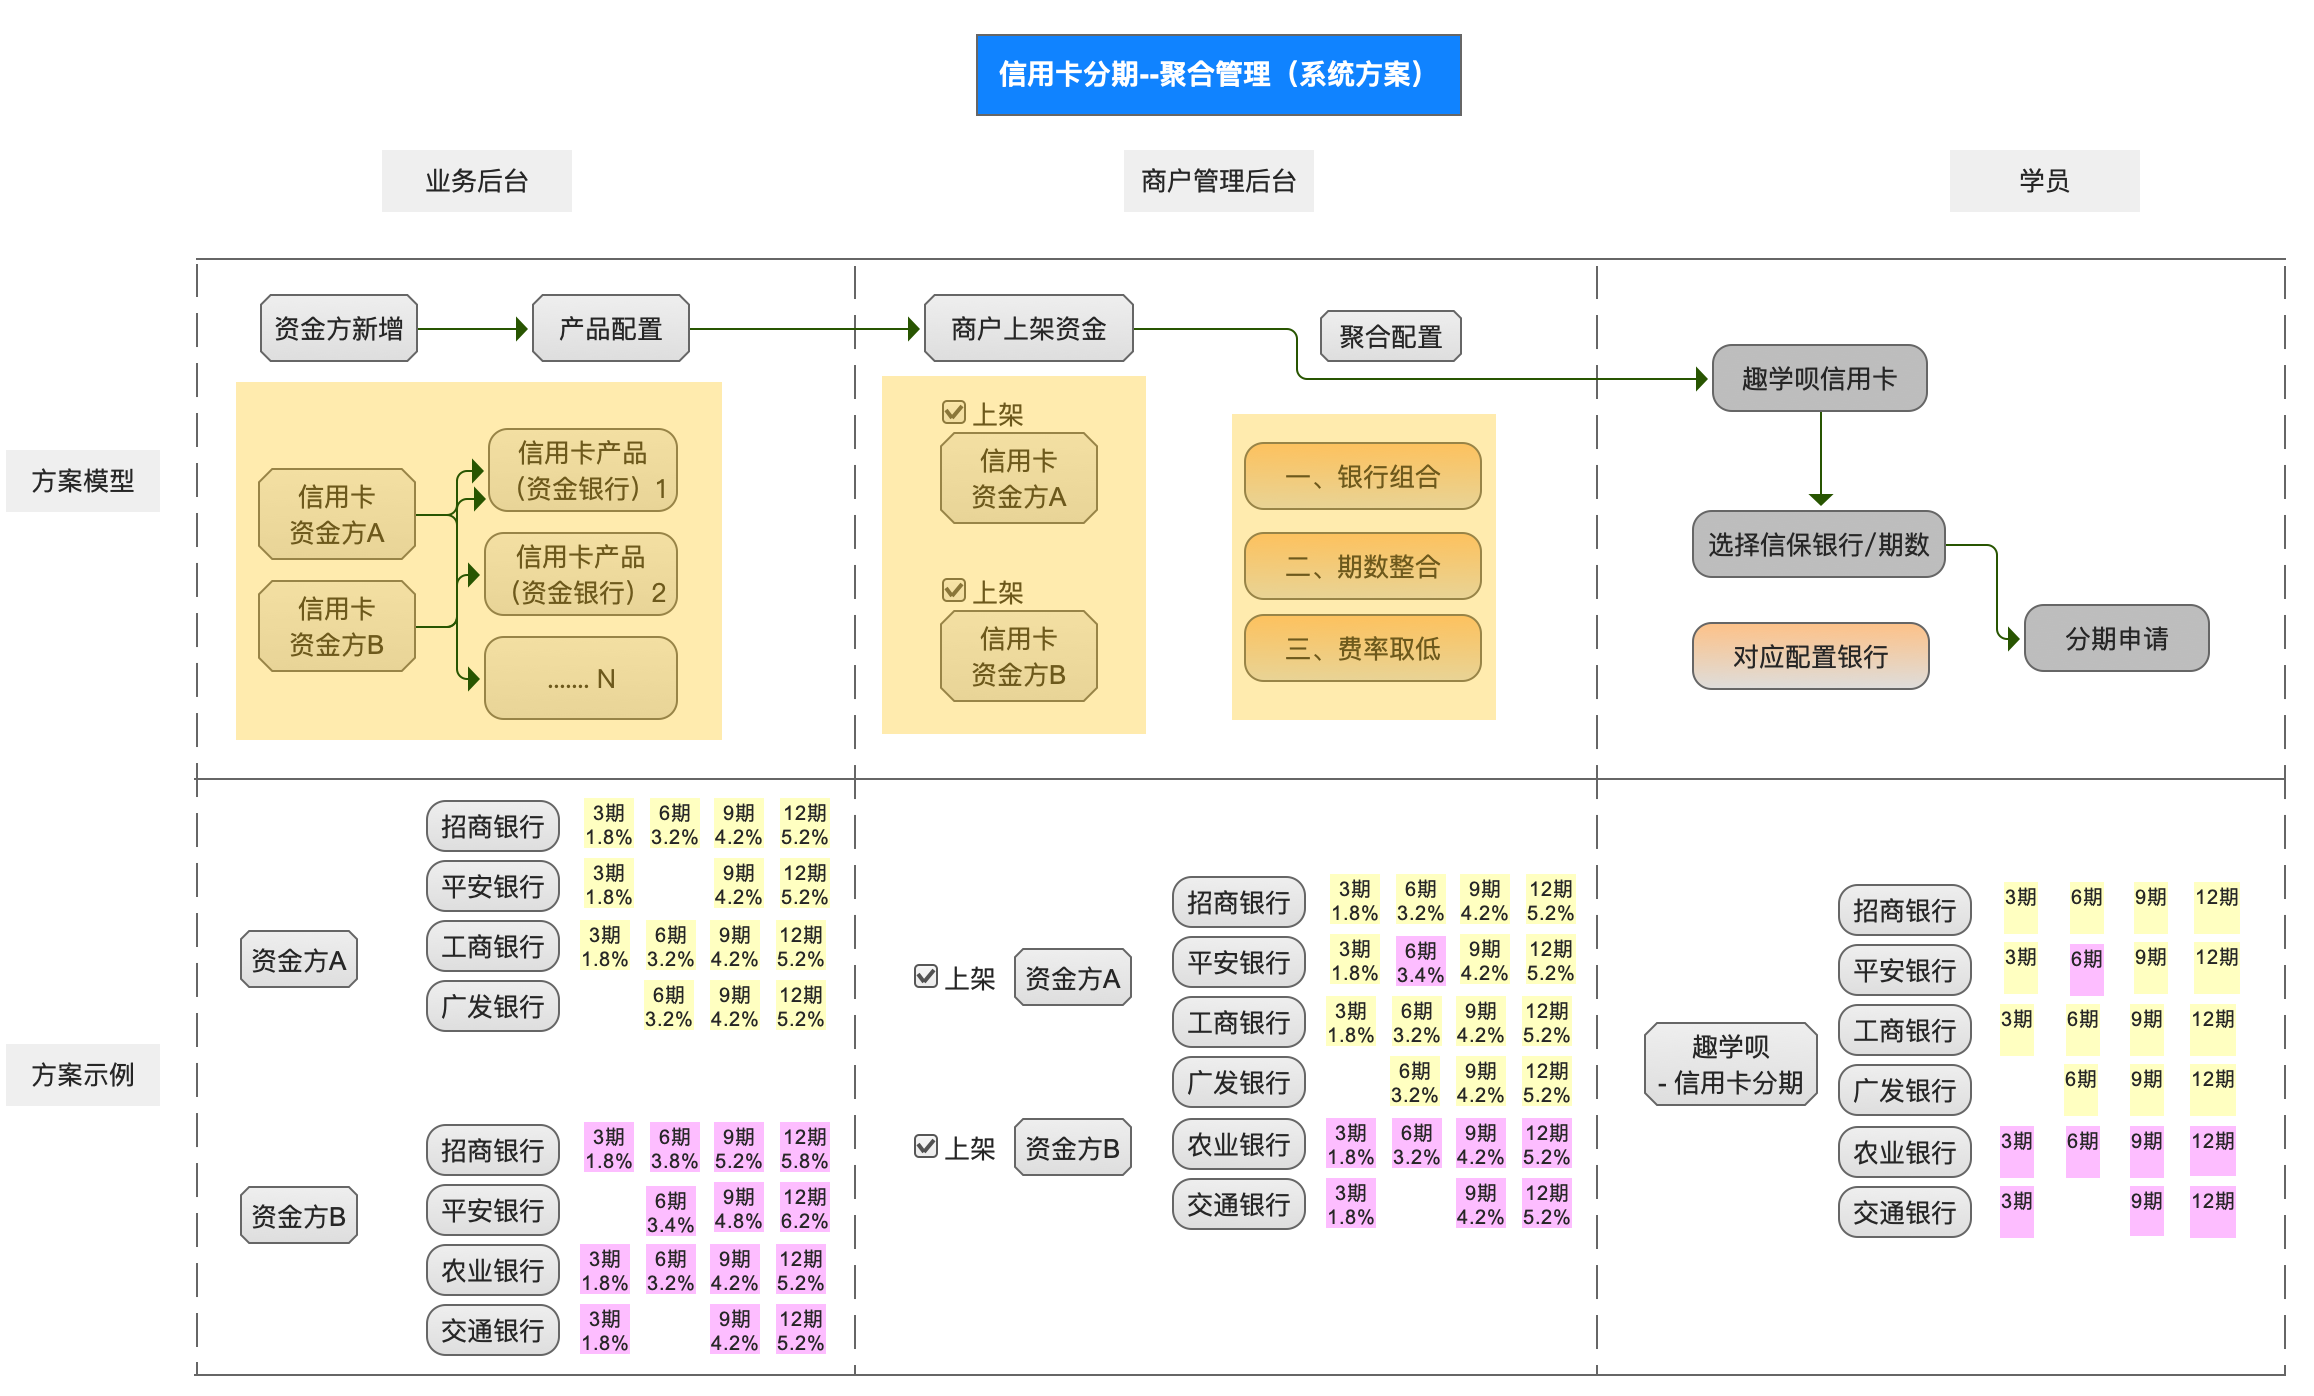 信用卡分期--聚合管理（系统方案）
业务后台
商户管理后台
学员
方案模型
资金方新增
产品配置
商户上架资金
聚合配置
信用卡
资金方A
信用卡
资金方B
信用卡产品
（资金银行）1
信用卡产品
（资金银行）2
....... N
上架
信用卡
资金方A
上架
信用卡
资金方B
一、银行组合
二、期数整合
三、费率取低
趣学呗信用卡
选择信保银行/期数
对应配置银行
分期申请
方案示例
资金方A
招商银行
3期 6期 9期 12期
1.8% 3.2% 4.2% 5.2%
平安银行
3期 9期 12期
1.8% 4.2% 5.2%
工商银行
3期 6期 9期 12期
1.8% 3.2% 4.2% 5.2%
广发银行
6期 9期 12期
3.2% 4.2% 5.2%
资金方B
招商银行
3期 6期 9期 12期
1.8% 3.8% 5.2% 5.8%
平安银行
6期 9期 12期
3.4% 4.8% 6.2%
农业银行
3期 6期 9期 12期
1.8% 3.2% 4.2% 5.2%
交通银行
3期 9期 12期
1.8% 4.2% 5.2%
上架
资金方A
上架
资金方B
招商银行
3期 6期 9期 12期
1.8% 3.2% 4.2% 5.2%
平安银行
3期 6期 9期 12期
1.8% 3.4% 4.2% 5.2%
工商银行
3期 6期 9期 12期
1.8% 3.2% 4.2% 5.2%
广发银行
6期 9期 12期
3.2% 4.2% 5.2%
农业银行
3期 6期 9期 12期
1.8% 3.2% 4.2% 5.2%
交通银行
3期 9期 12期
1.8% 4.2% 5.2%
趣学呗
- 信用卡分期
招商银行 3期 6期 9期 12期
平安银行 3期 6期 9期 12期
工商银行 3期 6期 9期 12期
广发银行 6期 9期 12期
农业银行 3期 6期 9期 12期
交通银行 3期 9期 12期